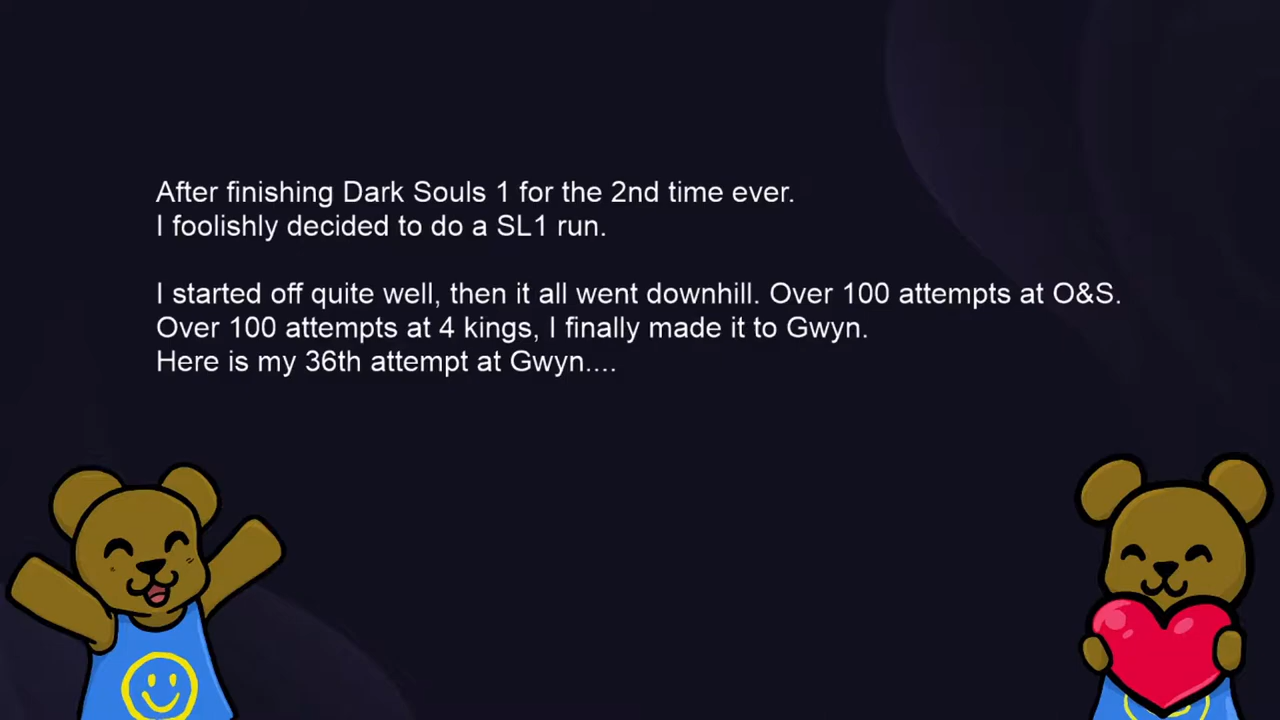 After finishing Dark Souls 1 for the 2nd time ever.
I foolishly decided to do a SL1 run.
I started off quite well, then it all went downhill. Over 100 attempts at O&S.
Over 100 attempts at 4 kings, I finally made it to Gwyn.
Here is my 36th attempt at Gwyn....